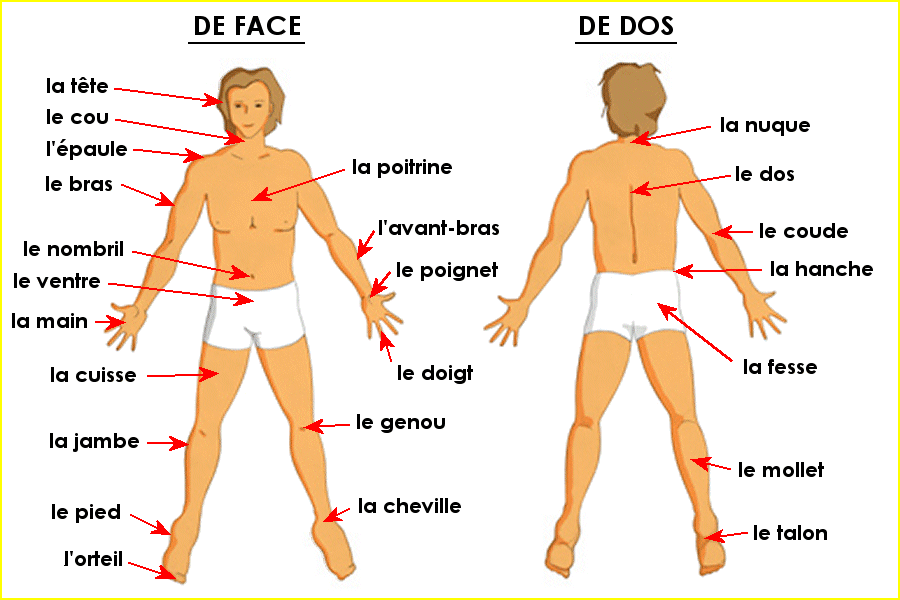 DE FACE
DE DOS
la tête
le cou
l'épaule
le bras
le nombril
le ventre
la main
la cuisse
la jambe
le pied
l'orteil
la poitrine
l'avant-bras
le poignet
le doigt
le genou
la cheville
la nuque
le dos
le coude
la hanche
la fesse
le mollet
le talon